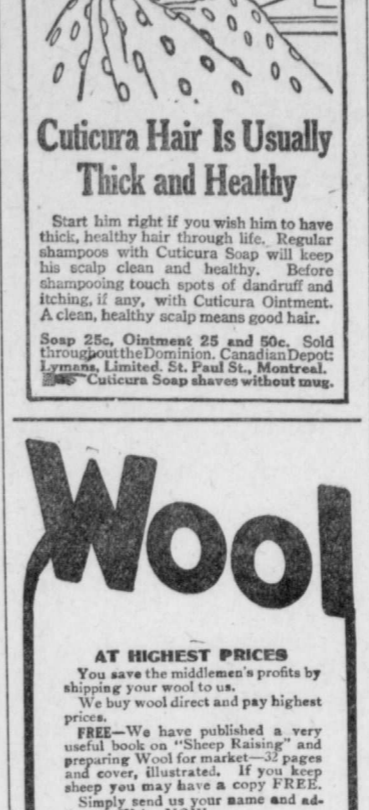 Cuticura Hair Is Usually
Thick and Healthy
Start him right if you wish him to have
thick, healthy hair through life. Regular
shampoos with Cuticura Soap will keep
his scalp clean and healthy. Before
shampooing touch spots of dandruff and
itching, if any, with Cuticura Ointment.
A clean, healthy scalp means good hair.
Soap 25c, Ointment 25 and 50c. Sold
throughout the Dominion. Canadian Depot:
Lymans, Limited. St. Paul St., Montreal.
Cuticura Soap shaves without mug.
Wool
AT HIGHEST PRICES
You save the middlemen's profits by
shipping your wool to us.
We buy wool direct and pay highest
prices.
FREE—We have published a very
useful book on "Sheep Raising" and
preparing Wool for market—32 pages
and cover, illustrated. If you keep
sheep you may have a copy FREE.
Simply send us your name and ad-